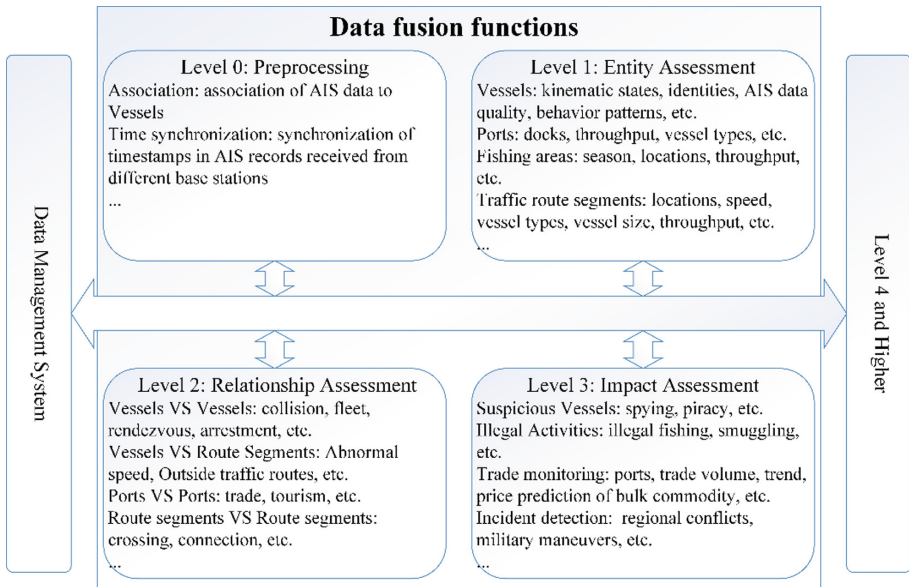 Data fusion functions
Data Management System
Level 0: Preprocessing
Association: association of AIS data to
Vessels
Time synchronization: synchronization of
timestamps in AIS records received from
different base stations
...
Level 1: Entity Assessment
Vessels: kinematic states, identities, AIS data
quality, behavior patterns, etc.
Ports: docks, throughput, vessel types, etc.
Fishing areas: season, locations, throughput,
etc.
Traffic route segments: locations, speed,
vessel types, vessel size, throughput, etc.
...
Level 2: Relationship Assessment
Vessels VS Vessels: collision, fleet,
rendezvous, arrestment, etc.
Vessels VS Route Segments: Abnormal
speed, Outside traffic routes, etc.
Ports VS Ports: trade, tourism, etc.
Route segments VS Route segments:
crossing, connection, etc.
...
Level 3: Impact Assessment
Suspicious Vessels: spying, piracy, etc.
Illegal Activities: illegal fishing, smuggling,
etc.
Trade monitoring: ports, trade volume, trend,
price prediction of bulk commodity, etc.
Incident detection: regional conflicts,
military maneuvers, etc.
...
Level 4 and Higher